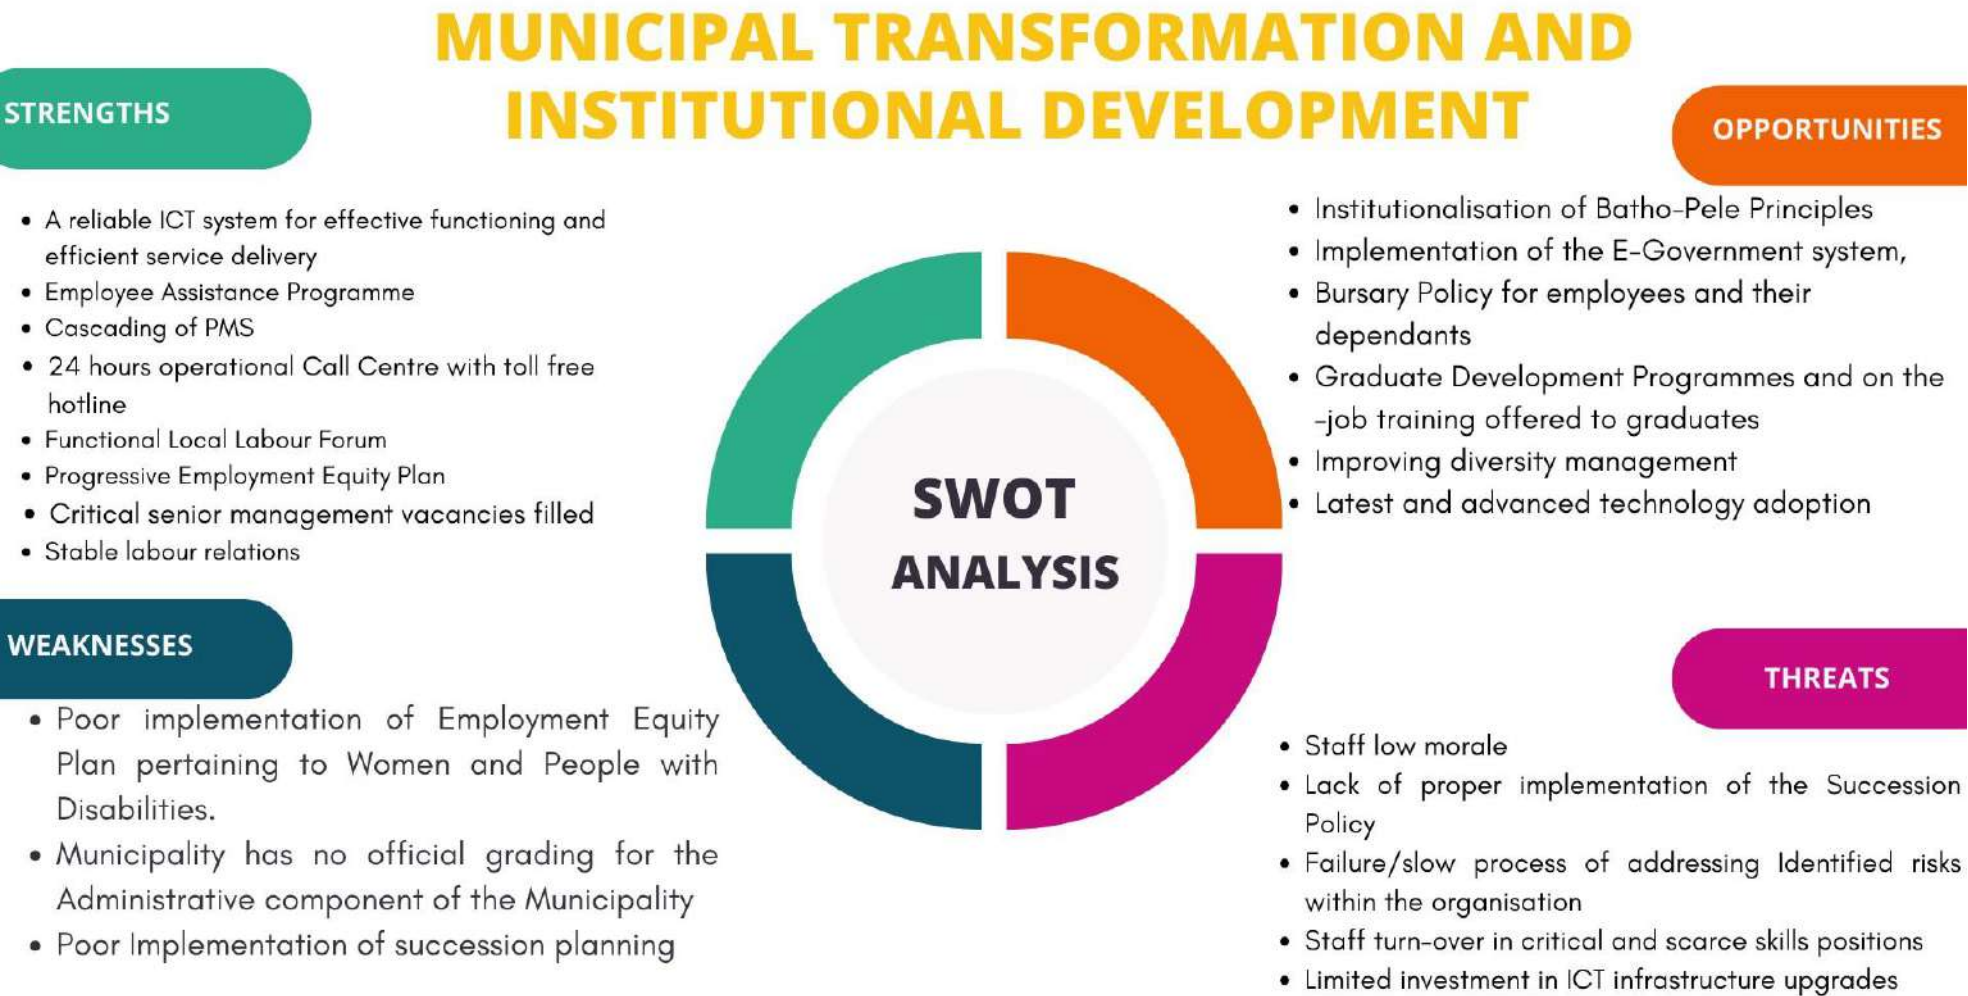 MUNICIPAL TRANSFORMATION AND
INSTITUTIONAL DEVELOPMENT
STRENGTHS
• A reliable ICT system for effective functioning and
efficient service delivery
• Employee Assistance Programme
• Cascading of PMS
• 24 hours operational Call Centre with toll free
hotline
• Functional Local Labour Forum
• Progressive Employment Equity Plan
• Critical senior management vacancies filled
• Stable labour relations
WEAKNESSES
• Poor implementation of Employment Equity
Plan pertaining to Women and People with
Disabilities.
• Municipality has no official grading for the
Administrative component of the Municipality
• Poor Implementation of succession planning
SWOT
ANALYSIS
OPPORTUNITIES
• Institutionalisation of Batho-Pele Principles
• Implementation of the E-Government system,
• Bursary Policy for employees and their
dependants
• Graduate Development Programmes and on the
-job training offered to graduates
• Improving diversity management
• Latest and advanced technology adoption
THREATS
• Staff low morale
• Lack of proper implementation of the Succession
Policy
• Failure/slow process of addressing Identified risks
within the organisation
• Staff turn-over in critical and scarce skills positions
• Limited investment in ICT infrastructure upgrades